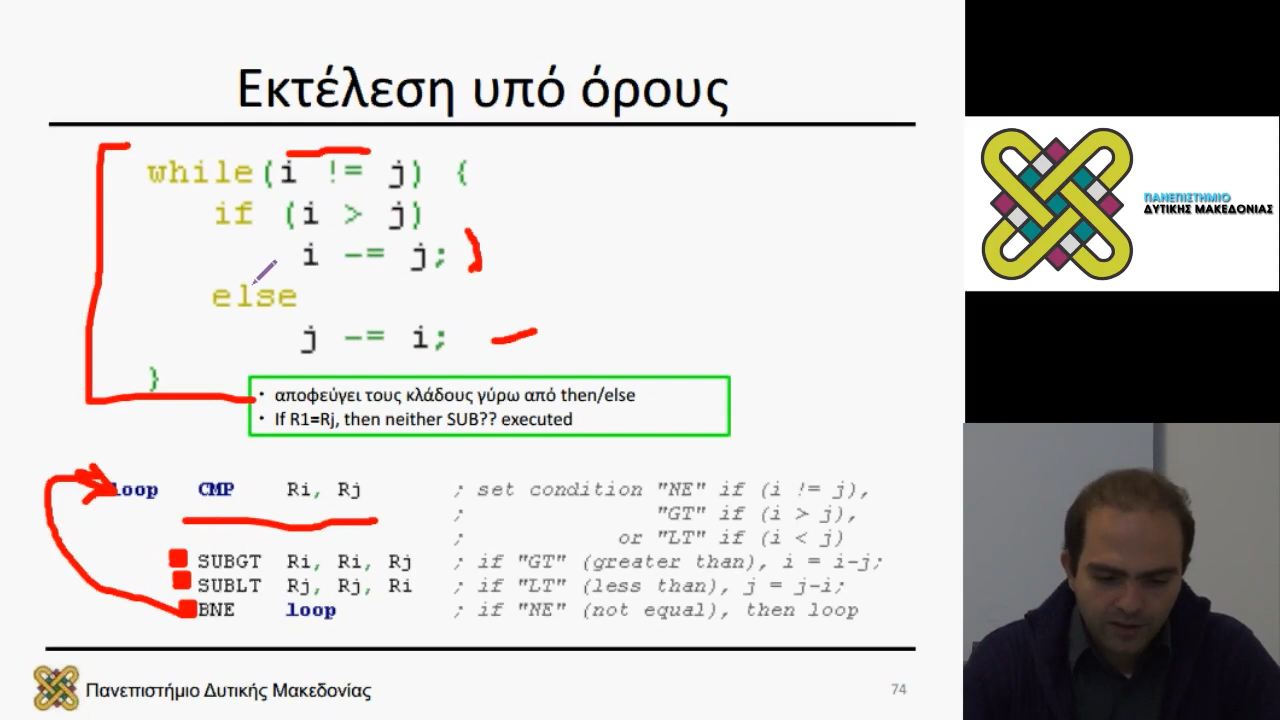 Εκτέλεση υπό όρους
while(i != j) {
if (i > j)
i -= j;
else
j -= i;
}
• αποφεύγει τους κλάδους γύρω από then/else
• If R1=Rj, then neither SUB?? executed
loop CMP Ri, Rj ; set condition "NE" if (i != j),
; "GT" if (i > j),
; or "LT" if (i < j)
SUBGT Ri, Ri, Rj ; if "GT" (greater than), i = i-j;
SUBLT Rj, Rj, Ri ; if "LT" (less than), j = j-i;
BNE loop ; if "NE" (not equal), then loop
Πανεπιστήμιο Δυτικής Μακεδονίας
74
ΠΑΝΕΠΙΣΤΗΜΙΟ
ΔΥΤΙΚΗΣ ΜΑΚΕΔΟΝΙΑΣ